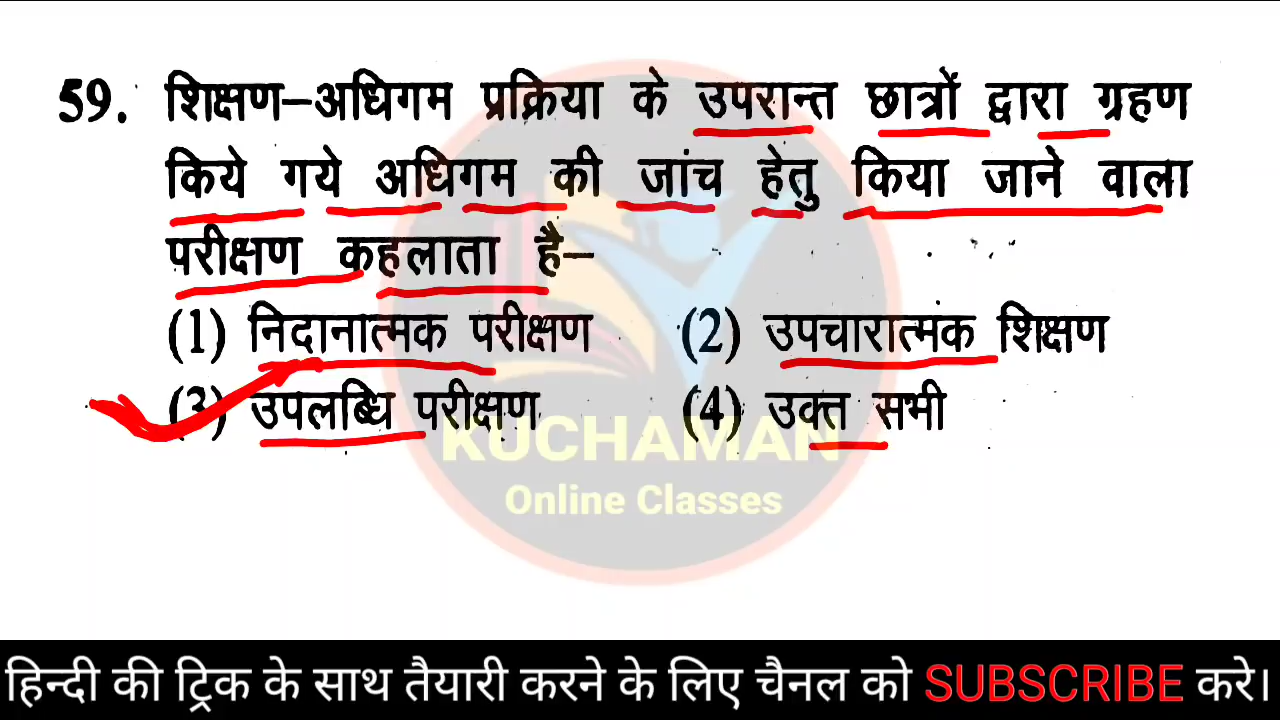 59. शिक्षण–अधिगम प्रक्रिया के उपरान्त छात्रों द्वारा ग्रहण
किये गये अधिगम की जांच हेतु किया जाने वाला
परीक्षण कहलाता है–
(1) निदानात्मक परीक्षण (2) उपचारात्मक शिक्षण
(3) उपलब्धि परीक्षण (4) उक्त सभी
KUCHAMAN
Online Classes
हिन्दी की ट्रिक के साथ तैयारी करने के लिए चैनल को SUBSCRIBE करे।